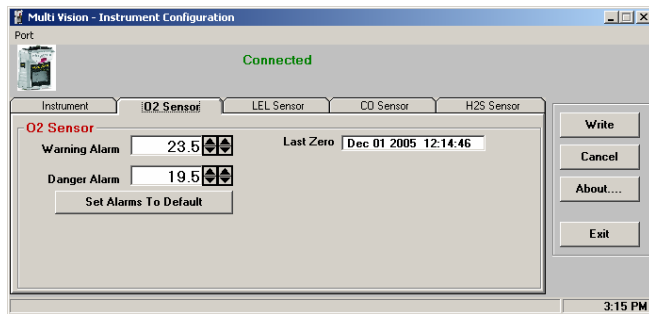 Multi Vision - Instrument Configuration
Port
Connected
Instrument O2 Sensor LEL Sensor CO Sensor H2S Sensor
O2 Sensor
Warning Alarm 23.5 Last Zero Dec 01 2005 12:14:46
Danger Alarm 19.5
Set Alarms To Default
Write
Cancel
About....
Exit
3:15 PM